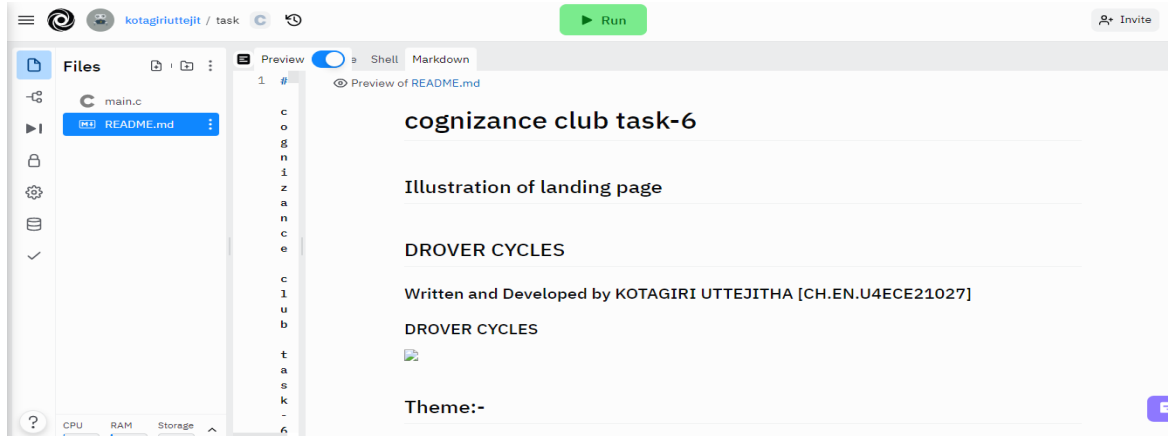 kotagiriuttejit / task C
Run
Invite
Files
C main.c
README.md
CPU RAM Storage
?
Preview e Shell Markdown
1 #
c
o
g
n
i
z
a
n
c
e
c
l
u
b
t
a
s
k
-
6
Preview of README.md
cognizance club task-6
Illustration of landing page
DROVER CYCLES
Written and Developed by KOTAGIRI UTTEJITHA [CH.EN.U4ECE21027]
DROVER CYCLES
Theme:-